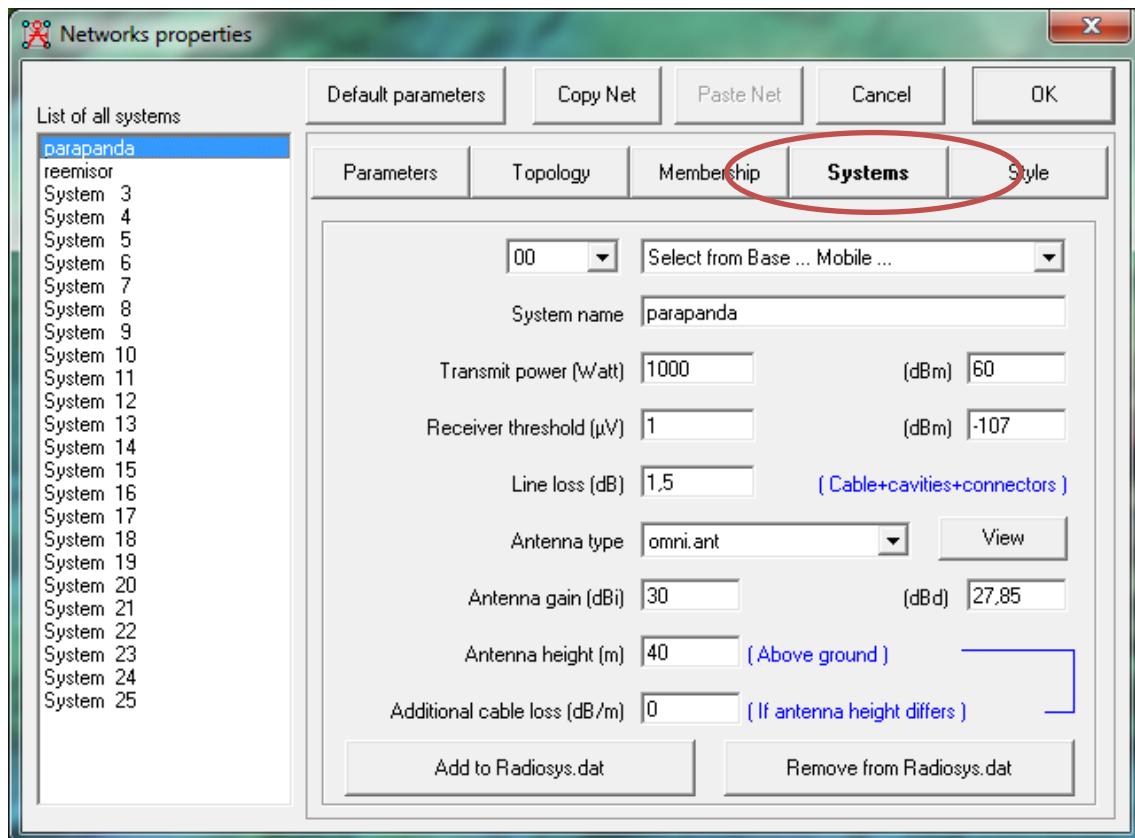 Networks properties
x
Default parameters Copy Net Paste Net Cancel OK
List of all systems
parapanda
reemisor
System 3
System 4
System 5
System 6
System 7
System 8
System 9
System 10
System 11
System 12
System 13
System 14
System 15
System 16
System 17
System 18
System 19
System 20
System 21
System 22
System 23
System 24
System 25
Parameters Topology Membership Systems Style
00 Select from Base ... Mobile ...
System name parapanda
Transmit power (Watt) 1000 (dBm) 60
Receiver threshold (µV) 1 (dBm) -107
Line loss (dB) 1,5 ( Cable+cavities+connectors )
Antenna type omni.ant View
Antenna gain (dBi) 30 (dBd) 27,85
Antenna height (m) 40 ( Above ground )
Additional cable loss (dB/m) 0 ( If antenna height differs )
Add to Radiosys.dat Remove from Radiosys.dat